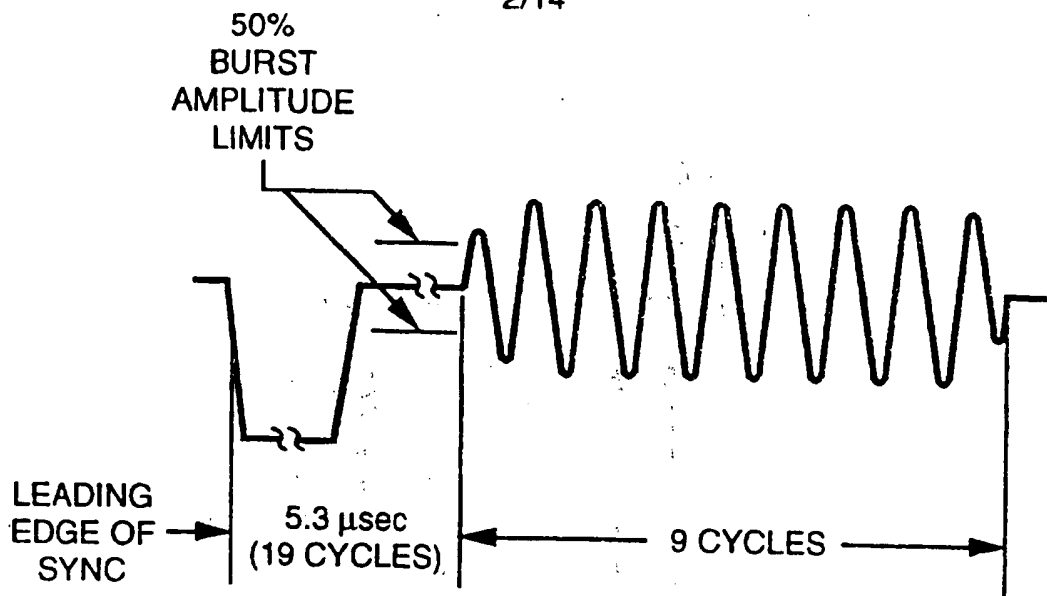 2/14
50%
BURST
AMPLITUDE
LIMITS
LEADING
EDGE OF
SYNC
5.3 μsec
(19 CYCLES)
9 CYCLES